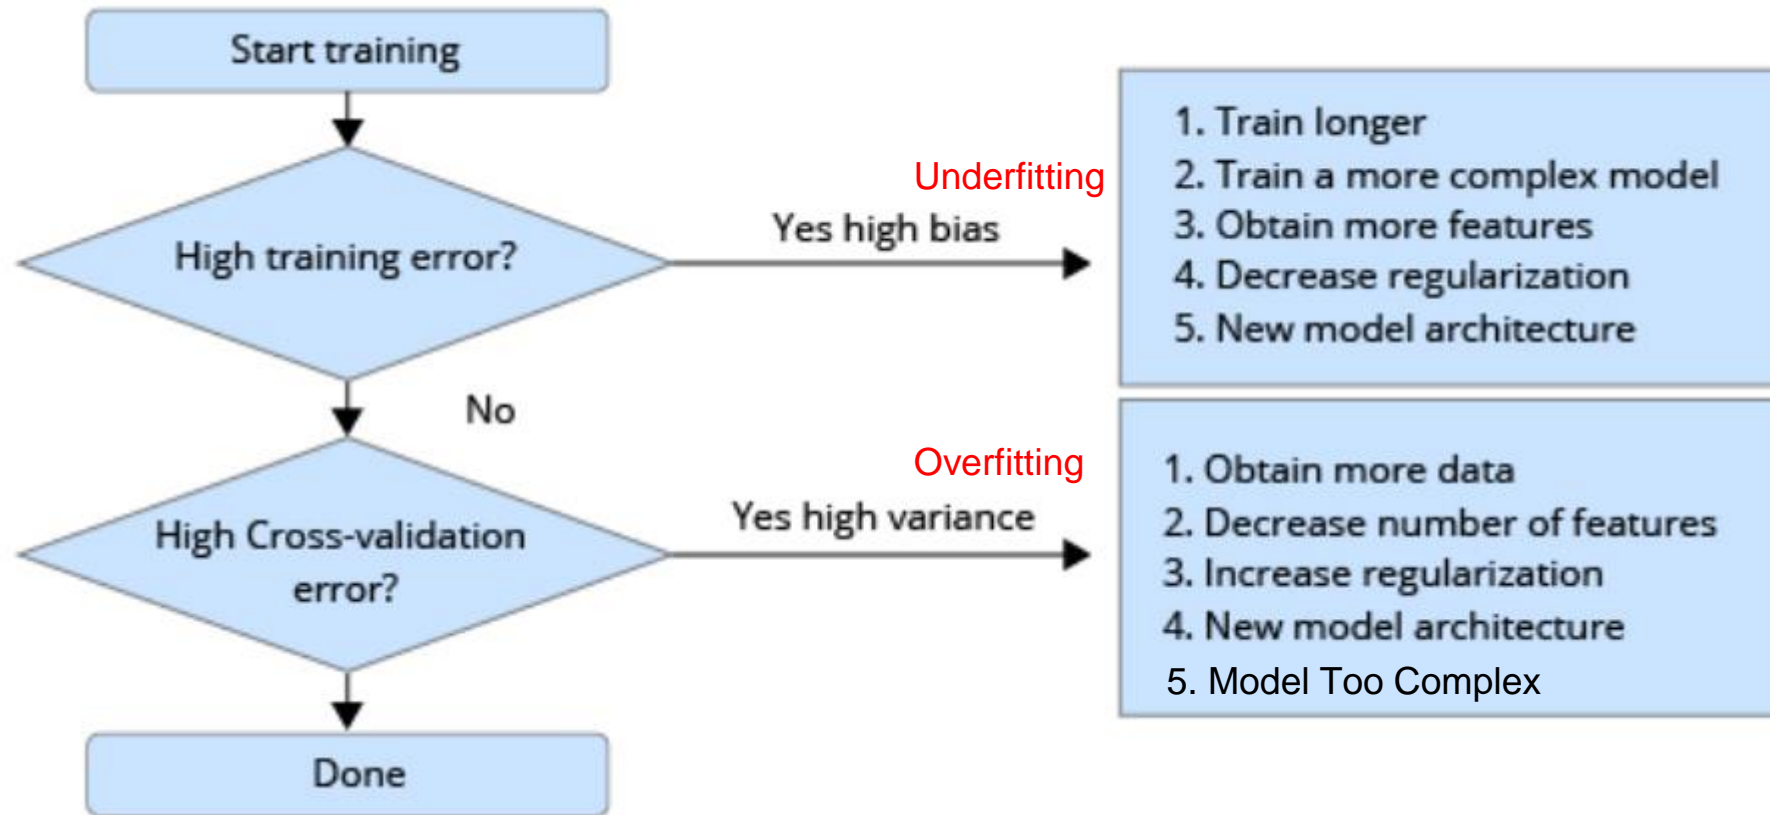 Start training
High training error?
Underfitting
Yes high bias
1. Train longer
2. Train a more complex model
3. Obtain more features
4. Decrease regularization
5. New model architecture
No
High Cross-validation
error?
Overfitting
Yes high variance
1. Obtain more data
2. Decrease number of features
3. Increase regularization
4. New model architecture
5. Model Too Complex
Done